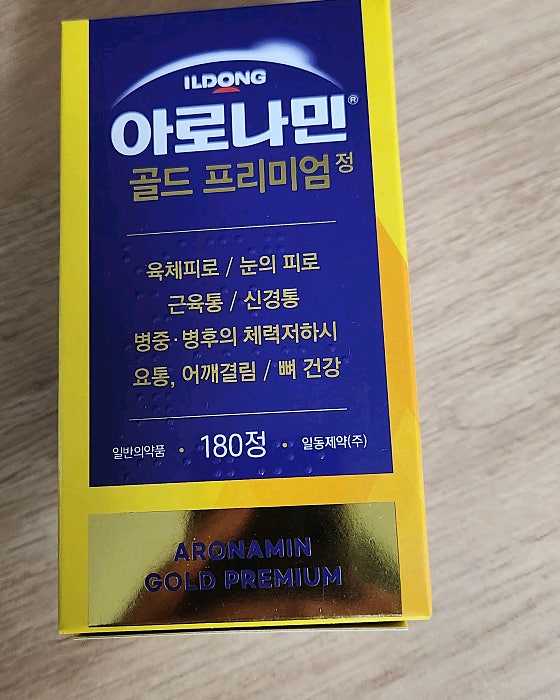 ILDONG
아로나민®
골드 프리미엄정
육체피로 / 눈의 피로
근육통 / 신경통
병중·병후의 체력저하시
요통, 어깨결림 / 뼈 건강
일반의약품 · 180정 · 일동제약(주)
ARONAMIN
GOLD PREMIUM